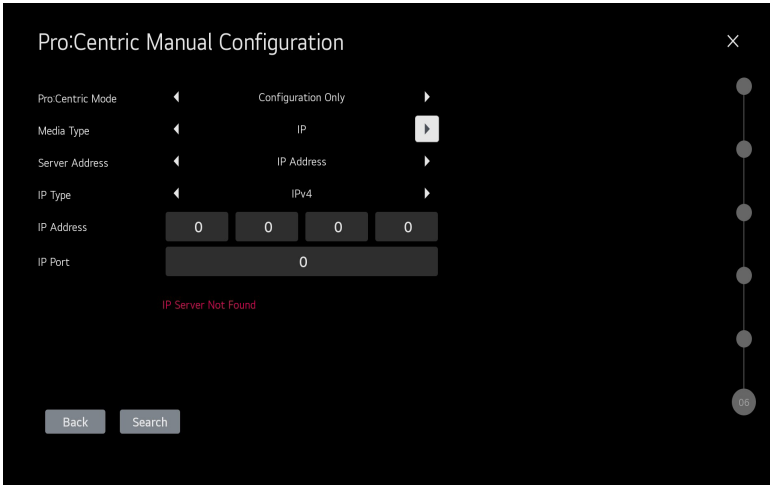 Pro:Centric Manual Configuration
Pro:Centric Mode Configuration Only
Media Type IP
Server Address IP Address
IP Type IPv4
IP Address 0 0 0 0
IP Port 0
IP Server Not Found
06
Back Search